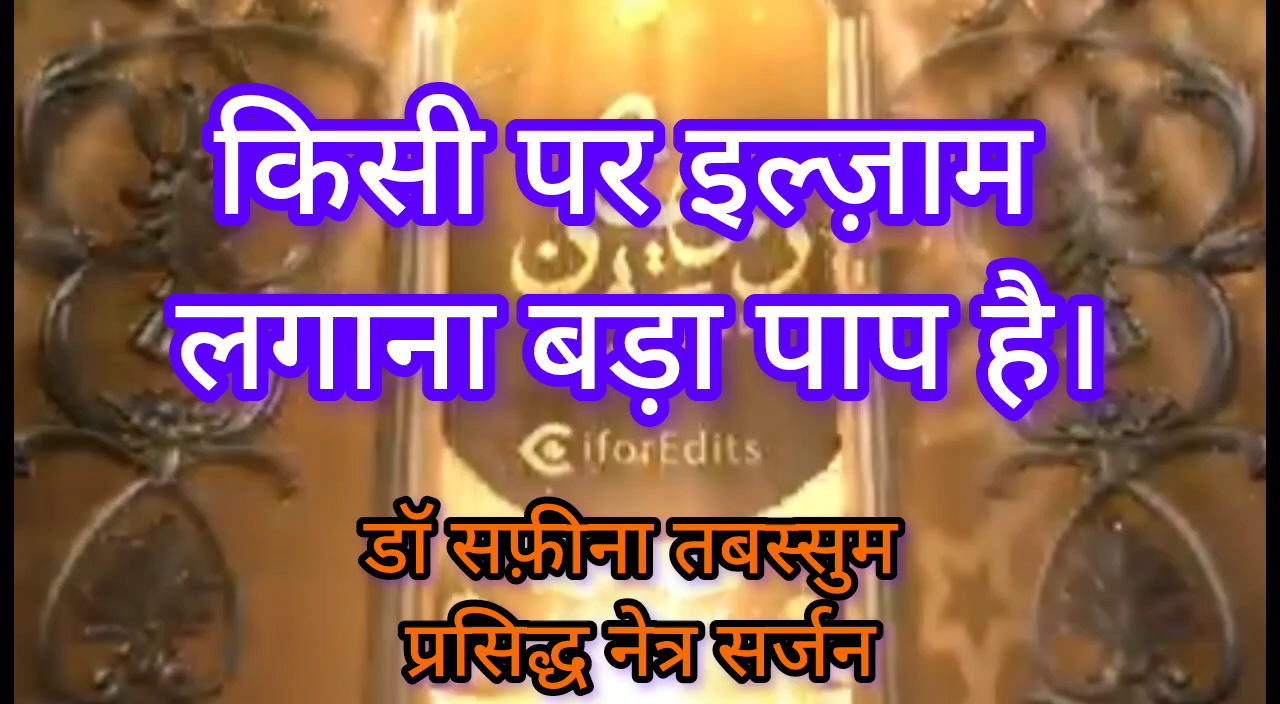 किसी पर इल्ज़ाम
लगाना बड़ा पाप है।
iforEdits
डॉ सफ़ीना तबस्सुम
प्रसिद्ध नेत्र सर्जन